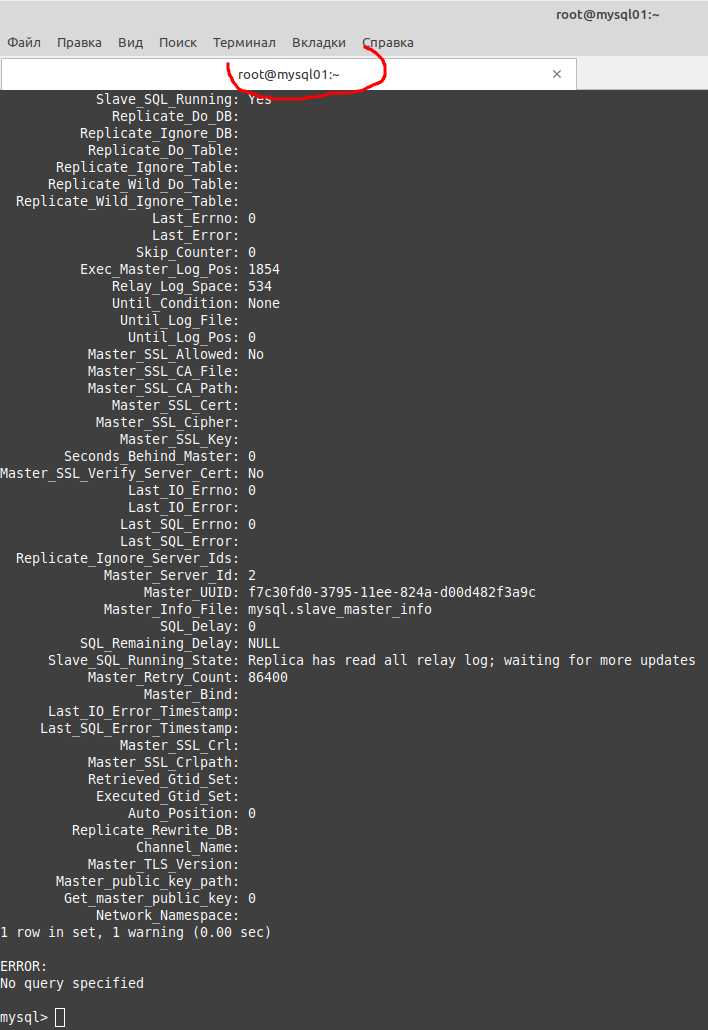 root@mysql01:~
Файл Правка Вид Поиск Терминал Вкладки Справка
root@mysql01:~ ×
Slave_SQL_Running: Yes
Replicate_Do_DB:
Replicate_Ignore_DB:
Replicate_Do_Table:
Replicate_Ignore_Table:
Replicate_Wild_Do_Table:
Replicate_Wild_Ignore_Table:
Last_Errno: 0
Last_Error:
Skip_Counter: 0
Exec_Master_Log_Pos: 1854
Relay_Log_Space: 534
Until_Condition: None
Until_Log_File:
Until_Log_Pos: 0
Master_SSL_Allowed: No
Master_SSL_CA_File:
Master_SSL_CA_Path:
Master_SSL_Cert:
Master_SSL_Cipher:
Master_SSL_Key:
Seconds_Behind_Master: 0
Master_SSL_Verify_Server_Cert: No
Last_IO_Errno: 0
Last_IO_Error:
Last_SQL_Errno: 0
Last_SQL_Error:
Replicate_Ignore_Server_Ids:
Master_Server_Id: 2
Master_UUID: f7c30fd0-3795-11ee-824a-d00d482f3a9c
Master_Info_File: mysql.slave_master_info
SQL_Delay: 0
SQL_Remaining_Delay: NULL
Slave_SQL_Running_State: Replica has read all relay log; waiting for more updates
Master_Retry_Count: 86400
Master_Bind:
Last_IO_Error_Timestamp:
Last_SQL_Error_Timestamp:
Master_SSL_Crl:
Master_SSL_Crlpath:
Retrieved_Gtid_Set:
Executed_Gtid_Set:
Auto_Position: 0
Replicate_Rewrite_DB:
Channel_Name:
Master_TLS_Version:
Master_public_key_path:
Get_master_public_key: 0
Network_Namespace:
1 row in set, 1 warning (0.00 sec)
ERROR:
No query specified
mysql>